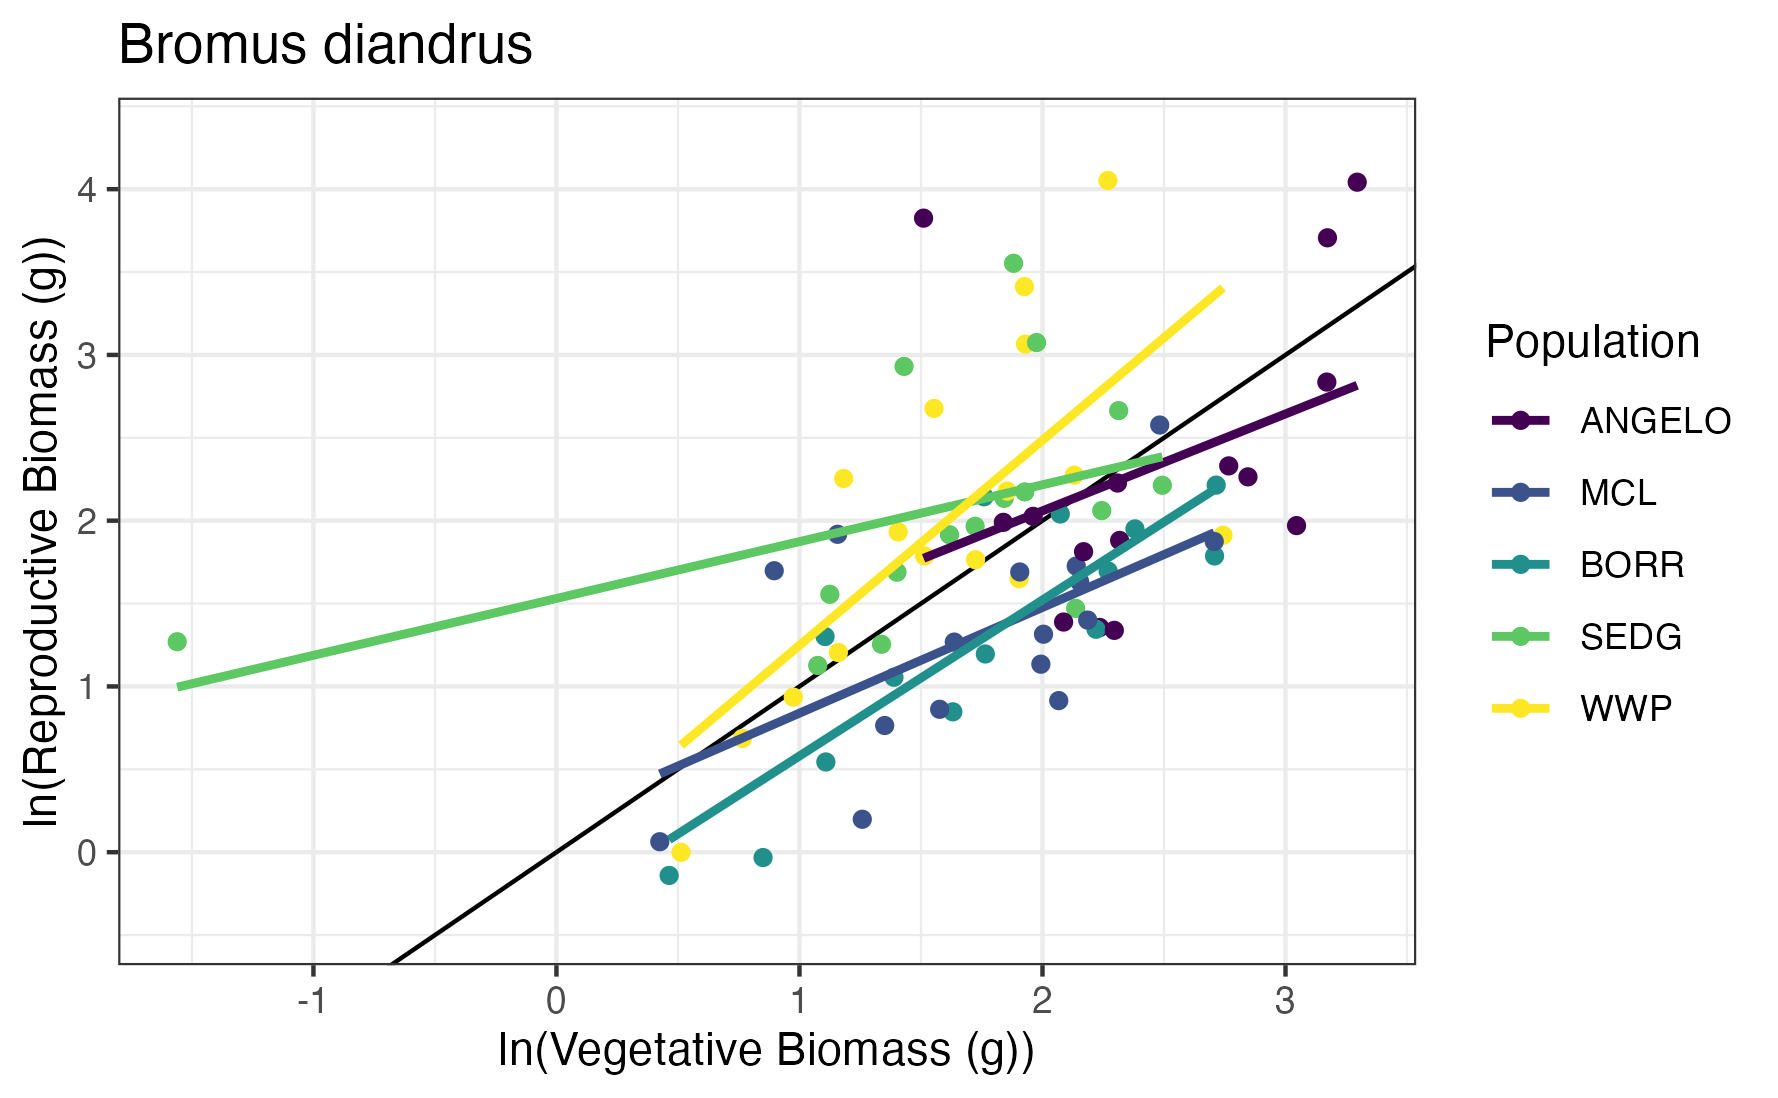 Bromus diandrus
ln(Reproductive Biomass (g))
4
3
2
1
0
-1
0
1
2
3
ln(Vegetative Biomass (g))
Population
ANGELO
MCL
BORR
SEDG
WWP